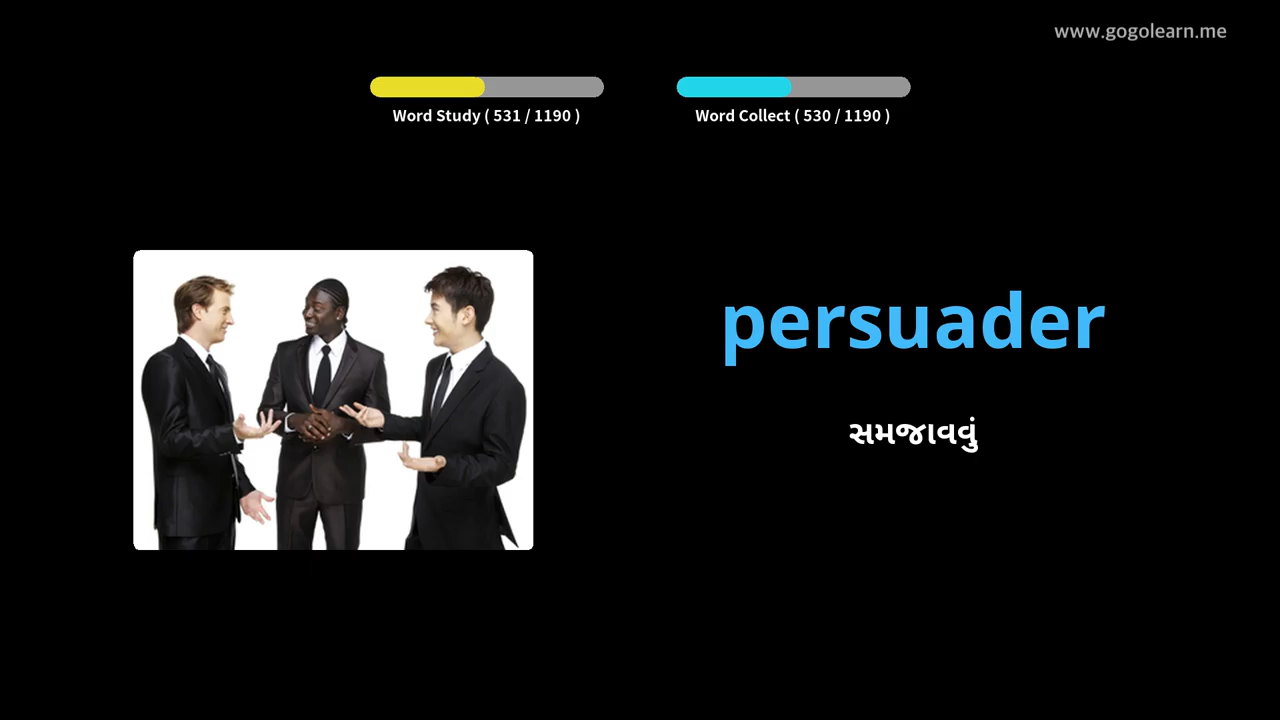 www.gogolearn.me
Word Study ( 531 / 1190 )
Word Collect ( 530 / 1190 )
persuader
સમજાવવું